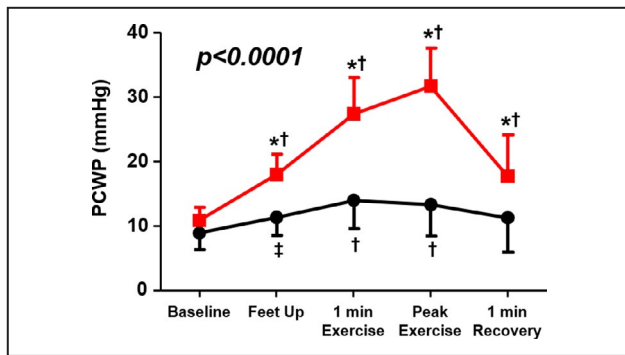 p<0.0001
PCWP (mmHg)
40
30
20
10
0
*†
*†
*†
*†
‡
†
†
Baseline
Feet Up
1 min
Exercise
Peak
Exercise
1 min
Recovery